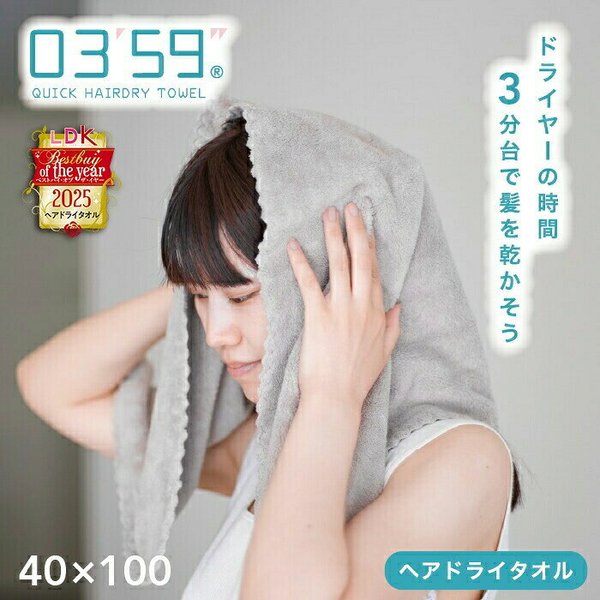 03'59"®
QUICK HAIRDRY TOWEL
ドライヤーの時間
3分台で髪を乾かそう
LDK
Bestbuy
of the year
ベストバイ・オブ・ザ・イヤー
2025
ヘアドライタオル
40×100
ヘアドライタオル